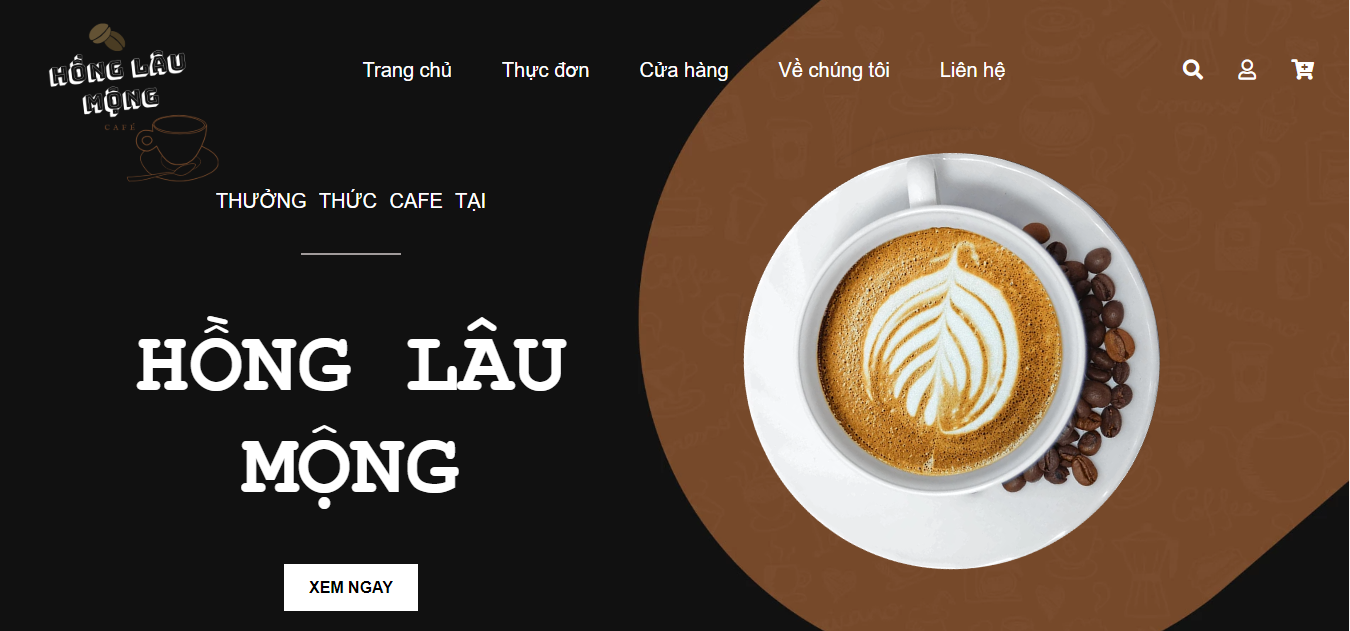 HỒNG LÂU
MỘNG
CAFÉ
Trang chủ
Thực đơn
Cửa hàng
Về chúng tôi
Liên hệ
THƯỞNG THỨC CAFE TẠI
HỒNG LÂU
MỘNG
XEM NGAY